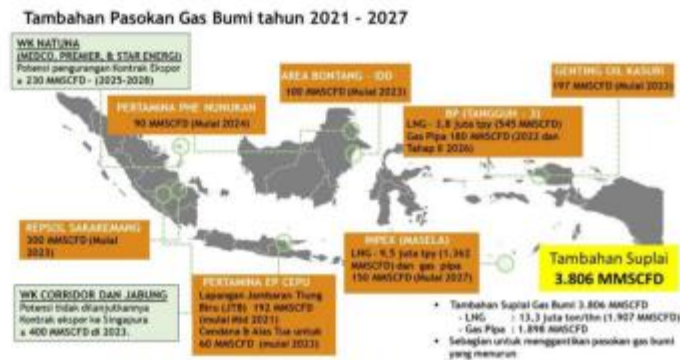 Tambahan Pasokan Gas Bumi tahun 2021 - 2027
WK NATUNA
(MEDCO, PREMIER, & STAR ENERGI)
Potensi pengurangan Kontrak Ekspor
± 230 MMSCFD - (2025-2028)
PERTAMINA PHE NUNUKAN
90 MMSCFD (Mulai 2024)
AREA BONTANG - IDD
100 MMSCFD (Mulai 2023)
GENTING OIL KASURI
197 MMSCFD (Mulai 2023)
BP (TANGGUH - 3)
LNG - 3,8 juta tpy (545 MMSCFD)
Gas Pipa 180 MMSCFD (2022 dan
Tahap II 2026)
REPSOL SAKAKEMANG
300 MMSCFD (Mulai
2023)
WK CORRIDOR DAN JABUNG
Potensi tidak dilanjutkannya
Kontrak ekspor ke Singapura
± 400 MMSCFD di 2023.
PERTAMINA EP CEPU
Lapangan Jambaran Tiung
Biru (JTB) 192 MMSCFD
(mulai Mid 2021)
Cendana & Alas Tua untuk
60 MMSCFD (mulai 2023)
INPEX (MASELA)
LNG - 9,5 juta tpy (1.362
MMSCFD) dan gas pipa
150 MMSCFD (Mulai 2027)
Tambahan Suplai
3.806 MMSCFD
• Tambahan Suplai Gas Bumi 3.806 MMSCFD
- LNG : 13,3 juta ton/thn (1.907 MMSCFD)
- Gas Pipa : 1.898 MMSCFD
• Sebagian untuk menggantikan pasokan gas bumi
yang menurun